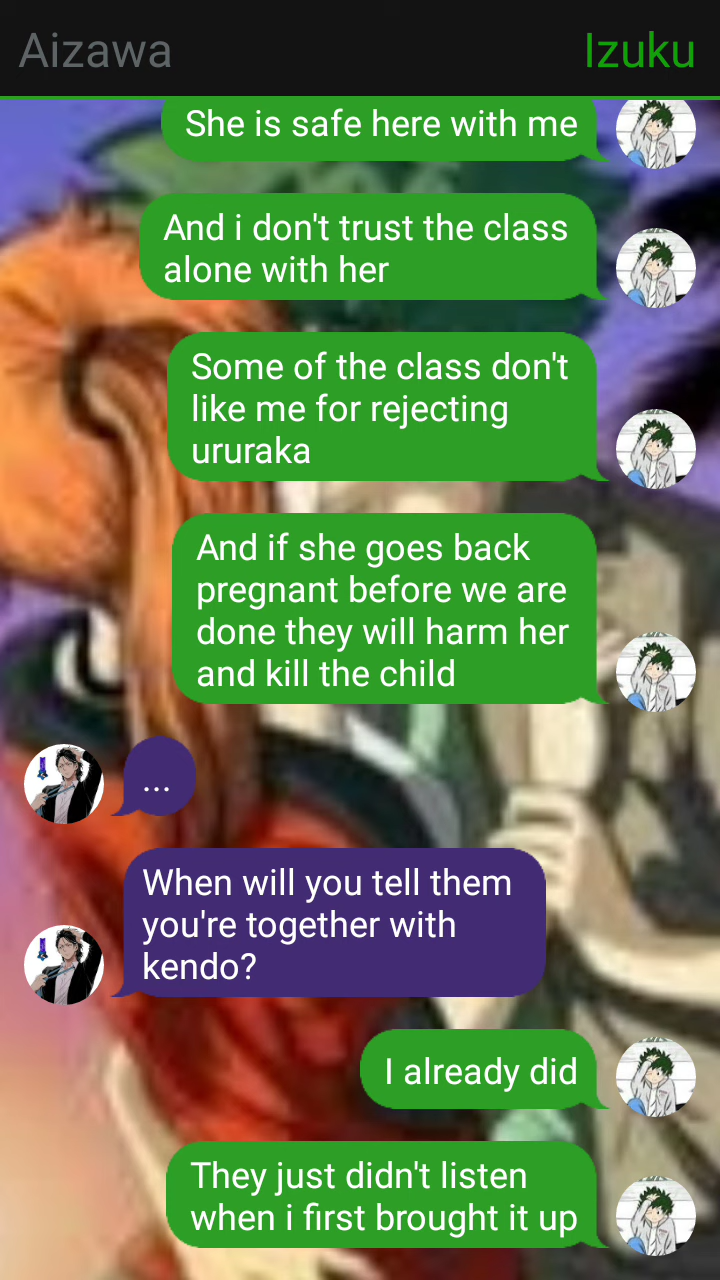 Aizawa
Izuku
She is safe here with me
And i don't trust the class
alone with her
Some of the class don't
like me for rejecting
ururaka
And if she goes back
pregnant before we are
done they will harm her
and kill the child
...
When will you tell them
you're together with
kendo?
I already did
They just didn't listen
when i first brought it up